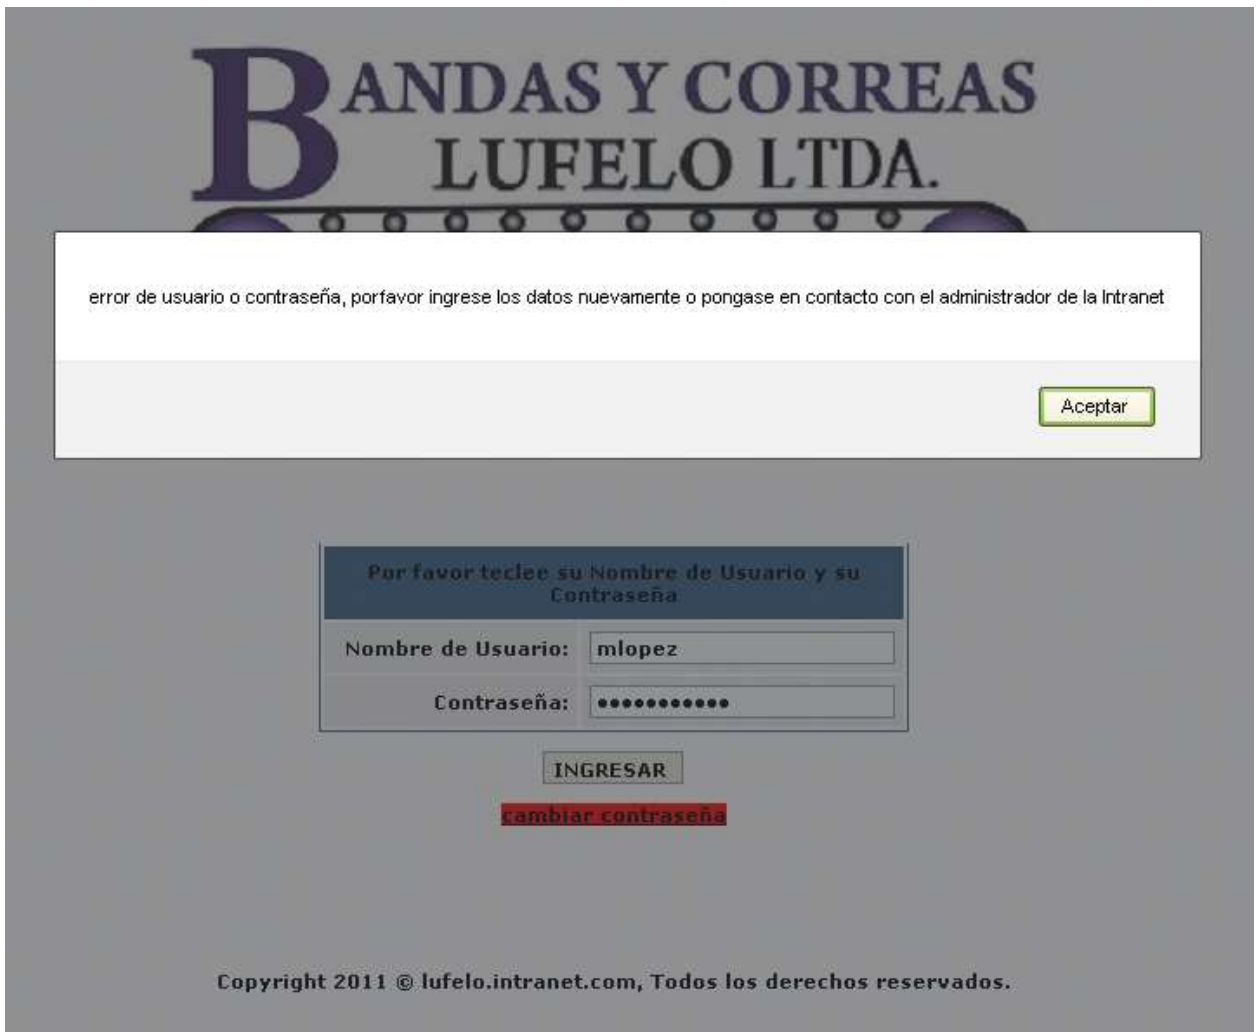 BANDAS Y CORREAS
LUFELO LTDA.
error de usuario o contraseña, porfavor ingrese los datos nuevamente o pongase en contacto con el administrador de la Intranet
Aceptar
Por favor teclee su Nombre de Usuario y su
Contraseña
Nombre de Usuario: mlopez
Contraseña: •••••••••••
INGRESAR
cambiar contraseña
Copyright 2011 © lufelo.intranet.com, Todos los derechos reservados.